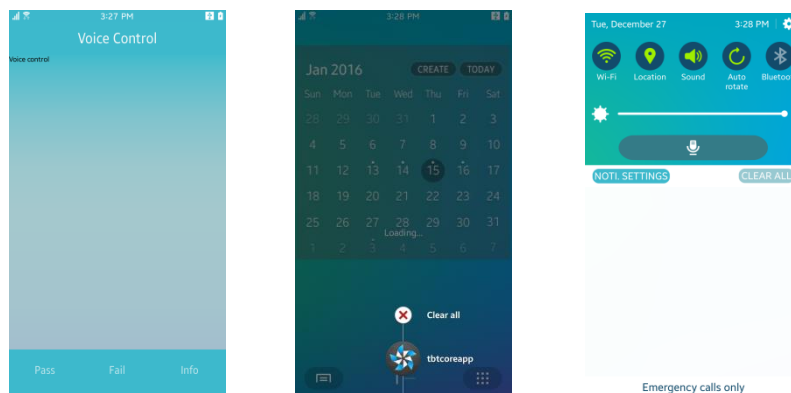 3:27 PM
Voice Control
Voice control
Pass Fail Info
3:28 PM
Jan 2016 CREATE TODAY
Sun Mon Tue Wed Thu Fri Sat
28 29 30 31 1 2 3
4 5 6 7 8 9 10
11 12 13 14 15 16 17
18 19 20 21 22 23 24
25 26 27 28 29 30 31
Loading...
1 2 3 4 5 6 7
Clear all
tbtcoreapp
Tue, December 27 3:28 PM
Wi-Fi Location Sound Auto rotate Bluetoo
NOTI. SETTINGS CLEAR ALL
Emergency calls only